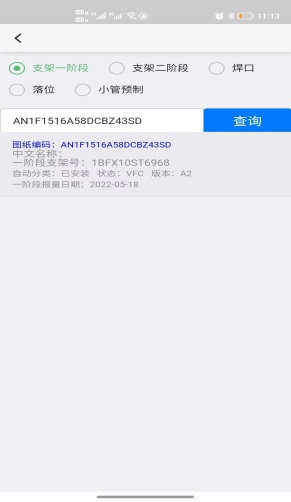 11:13
支架一阶段 支架二阶段 焊口
落位 小管预制
AN1F1516A58DCBZ43SD 查询
图纸编码：AN1F1516A58DCBZ43SD
中文名称：
一阶段支架号：1BFX10ST6968
自动分类：已安装 状态：VFC 版本：A2
一阶段报量日期：2022-05-18